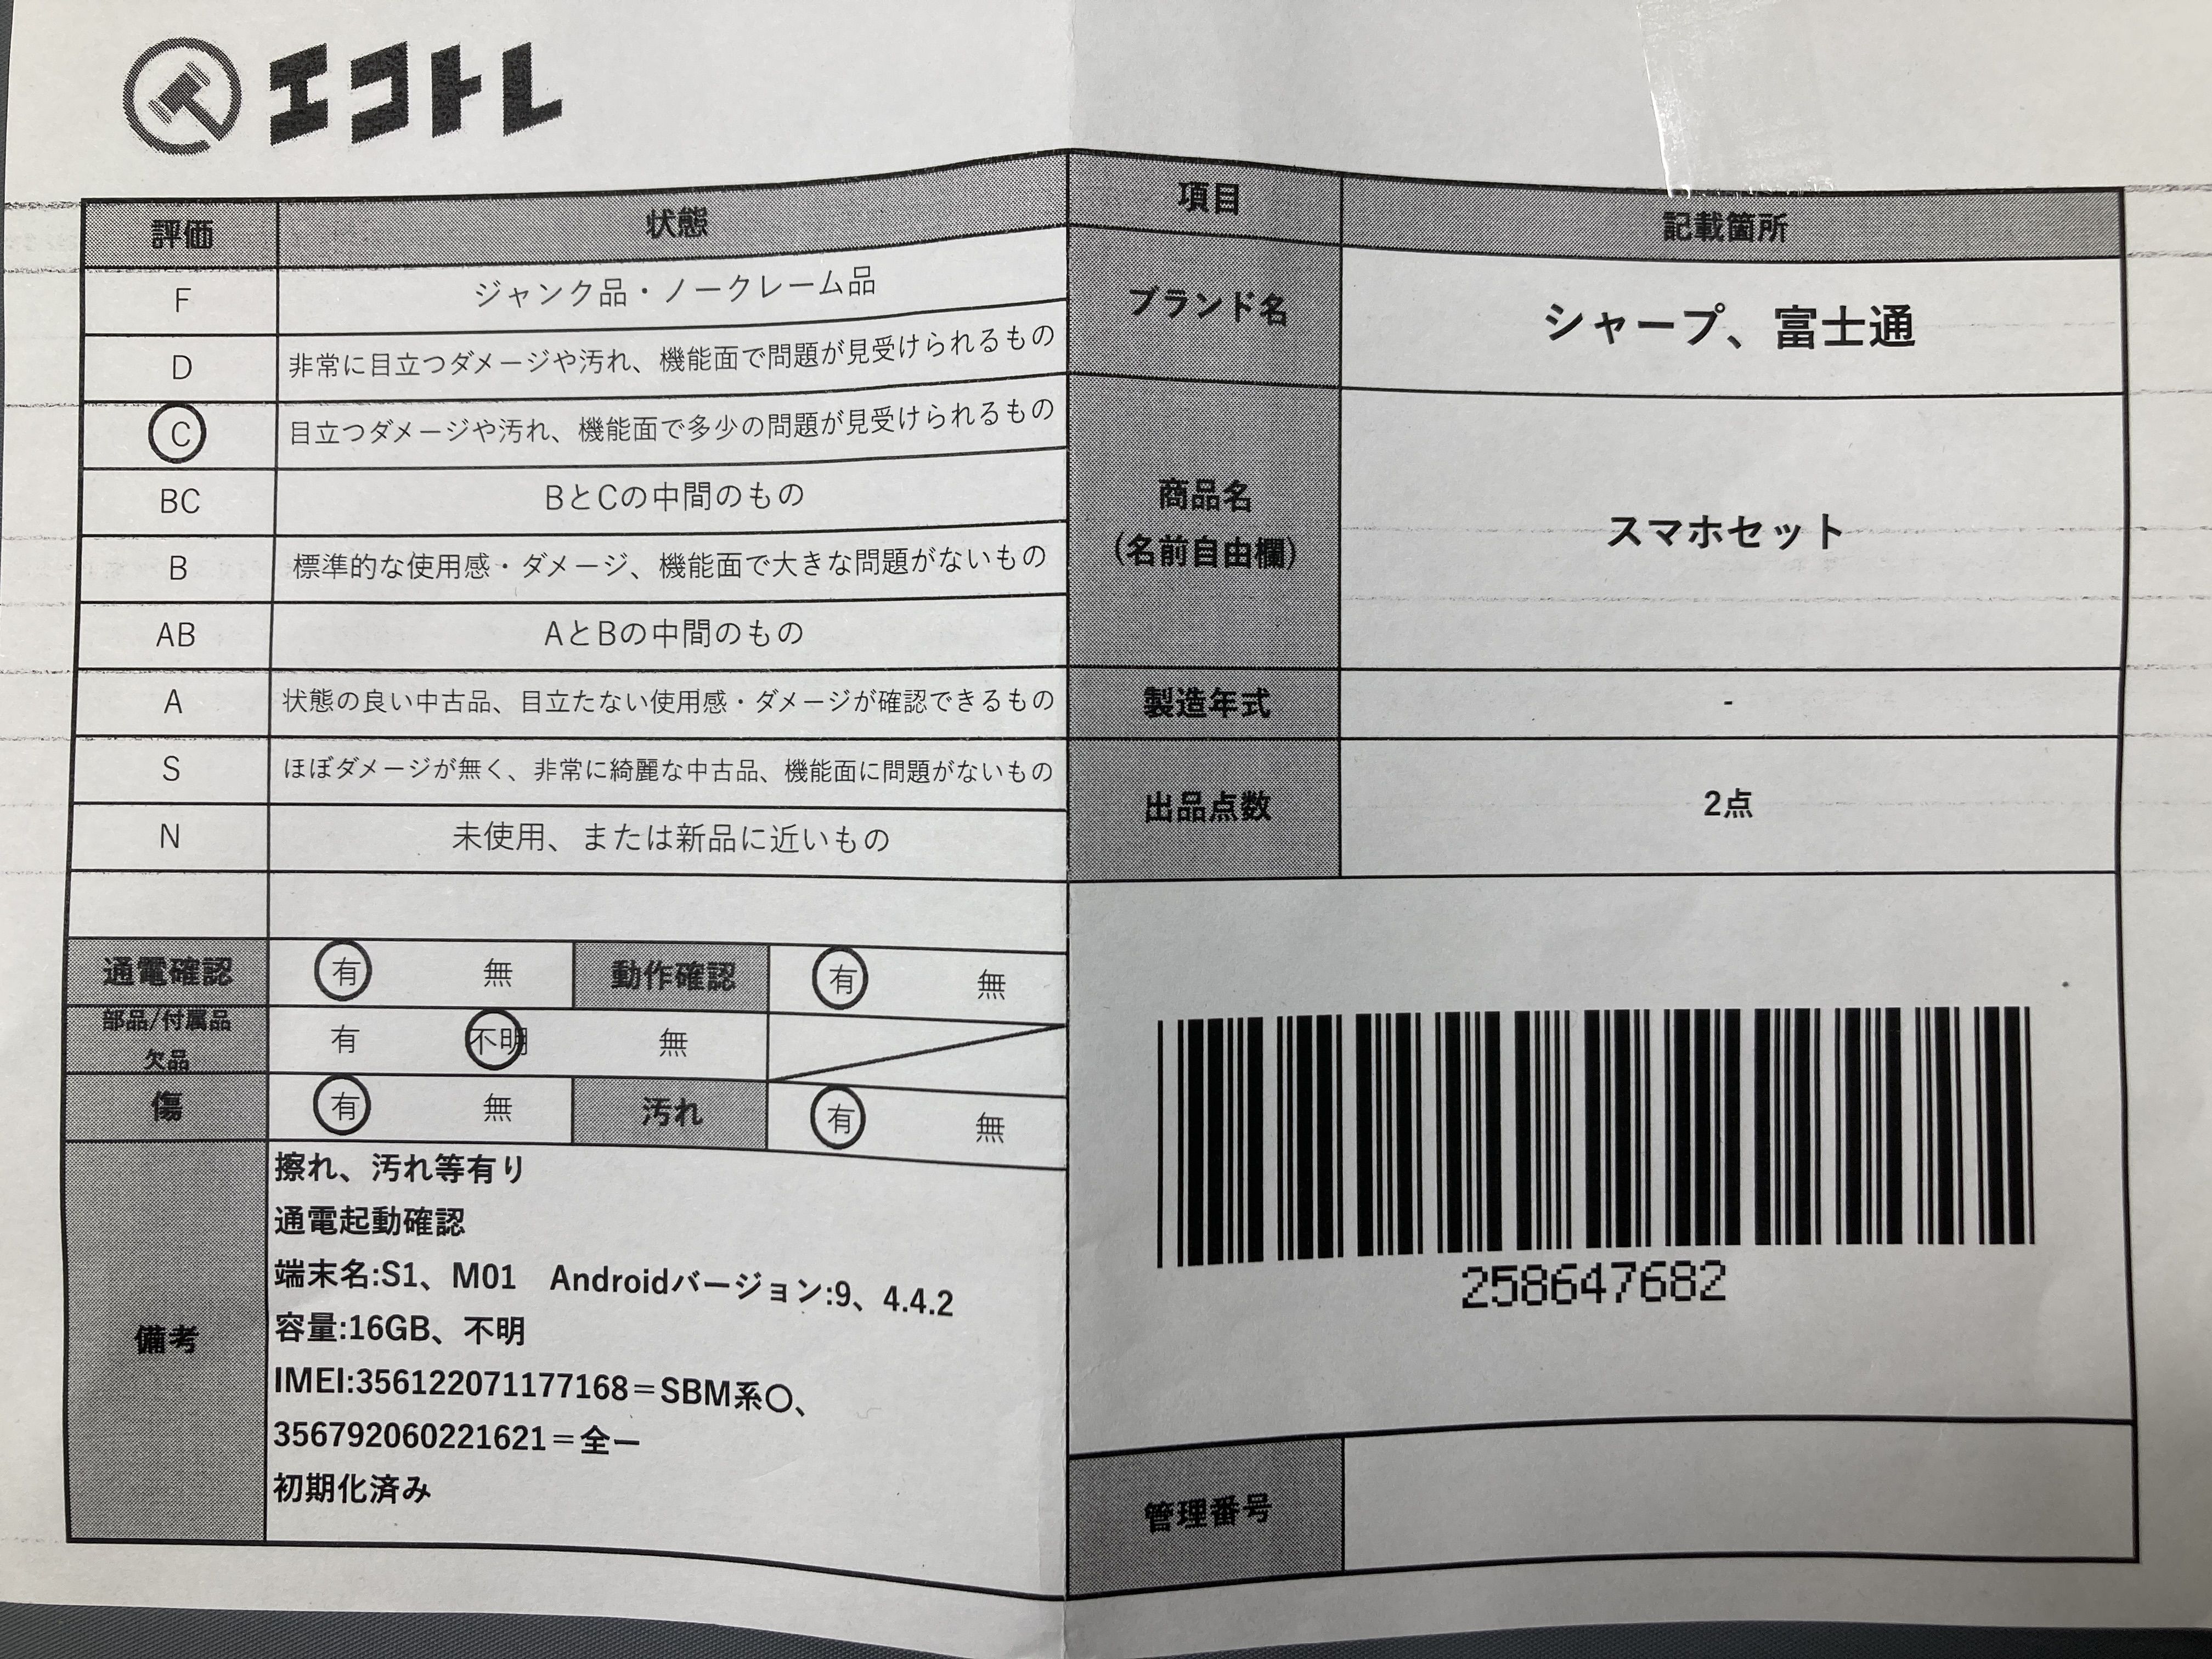 エコトレ
評価 状態
F ジャンク品・ノークレーム品
D 非常に目立つダメージや汚れ、機能面で問題が見受けられるもの
C 目立つダメージや汚れ、機能面で多少の問題が見受けられるもの
BC BとCの中間のもの
B 標準的な使用感・ダメージ、機能面で大きな問題がないもの
AB AとBの中間のもの
A 状態の良い中古品、目立たない使用感・ダメージが確認できるもの
S ほぼダメージが無く、非常に綺麗な中古品、機能面に問題がないもの
N 未使用、または新品に近いもの
通電確認 有 無 動作確認 有 無
部品/付属品
欠品 有 不明 無
傷 有 無 汚れ 有 無
備考
擦れ、汚れ等有り
通電起動確認
端末名:S1、M01 Androidバージョン:9、4.4.2
容量:16GB、不明
IMEI:356122071177168＝SBM系〇、
356792060221621＝全ー
初期化済み
項目 記載箇所
ブランド名 シャープ、富士通
商品名
(名前自由欄) スマホセット
製造年式 -
出品点数 2点
258647682
管理番号